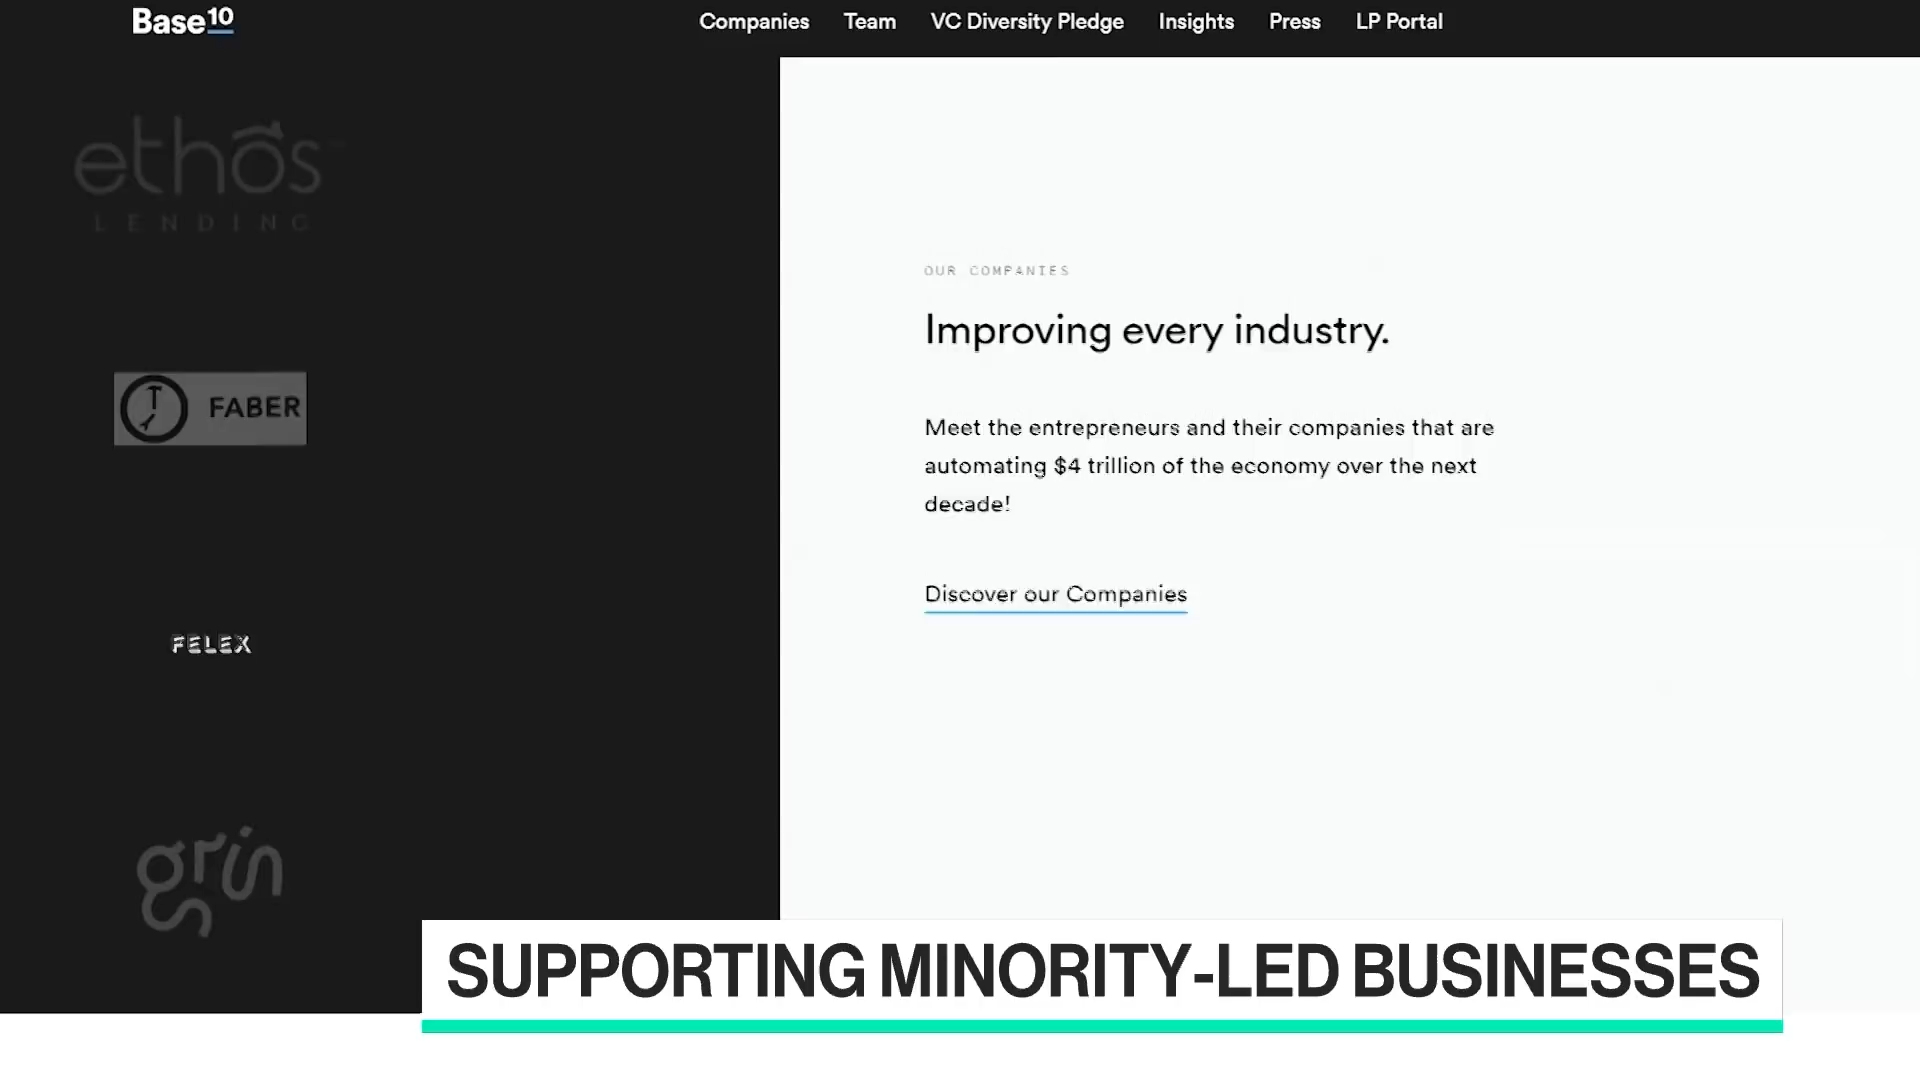 Base10
Companies Team VC Diversity Pledge Insights Press LP Portal
ethos
LENDING
FABER
FELEX
grin
OUR COMPANIES
Improving every industry.
Meet the entrepreneurs and their companies that are
automating $4 trillion of the economy over the next
decade!
Discover our Companies
SUPPORTING MINORITY-LED BUSINESSES